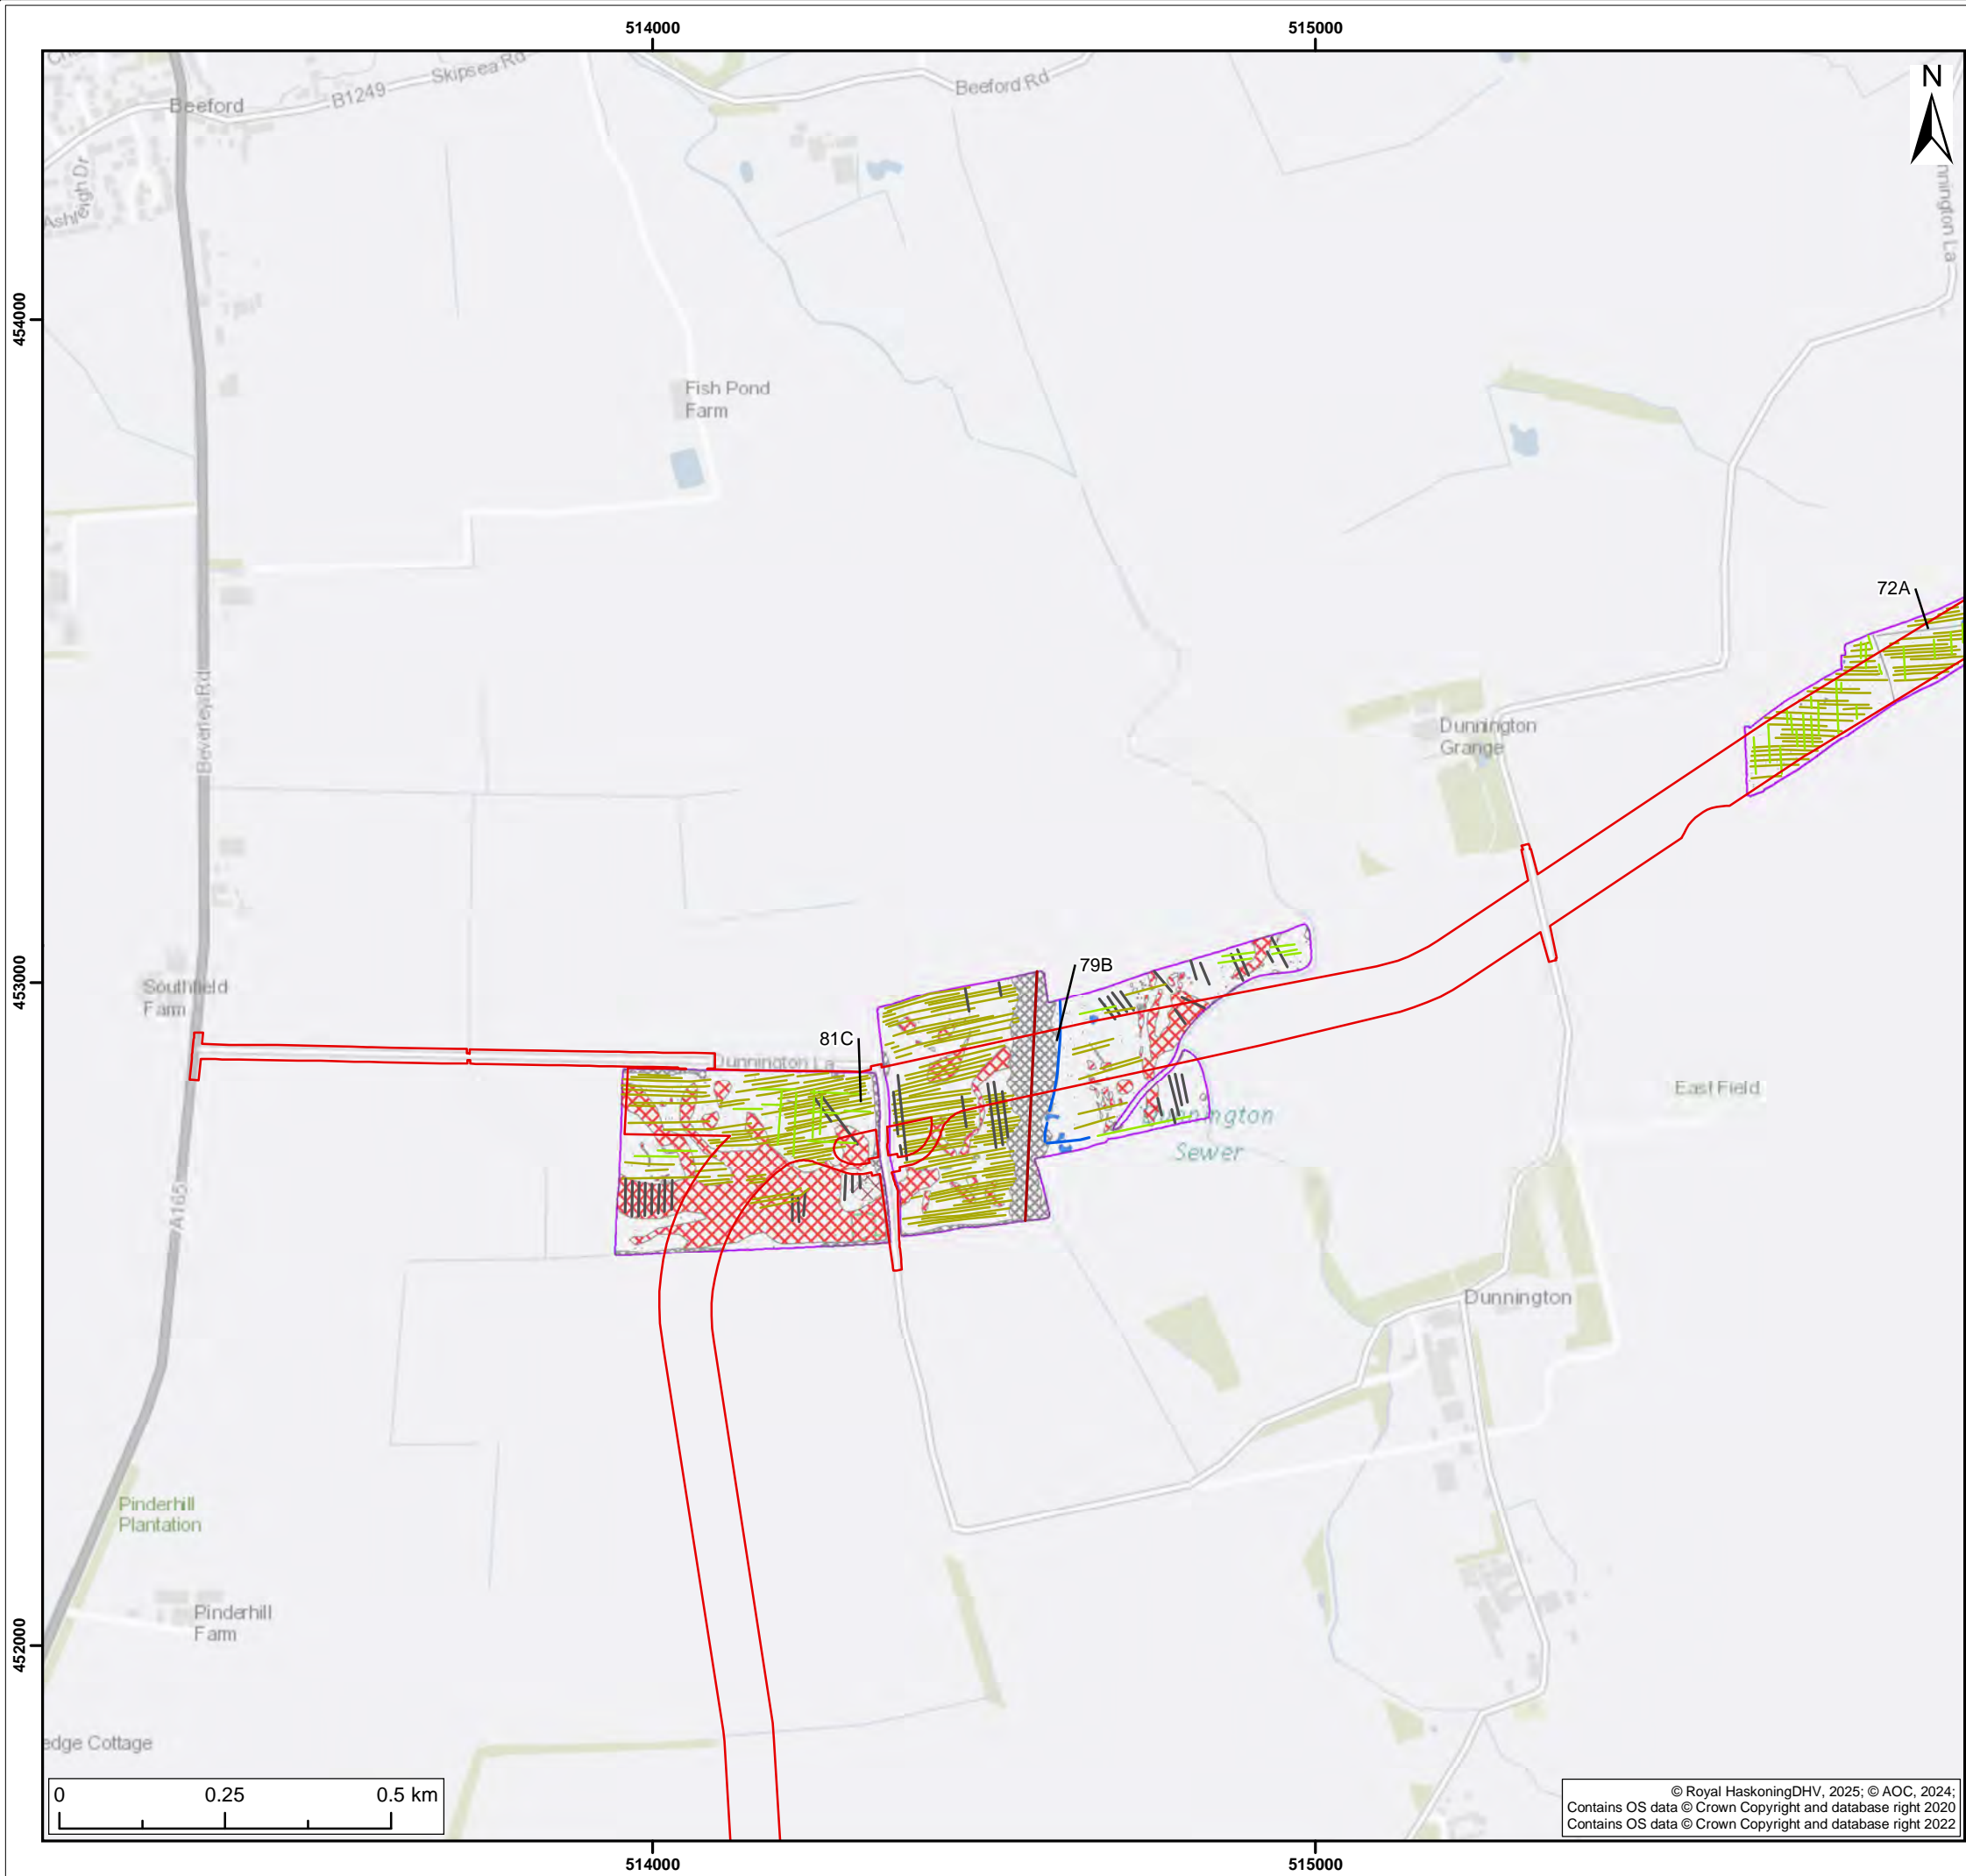 514000
515000
N
Skipsea Rd
B1249
Beeford Rd
Beeford
Ashleigh Dr
nnington La
454000
Fish Pond
Farm
72A
Beverley Rd
Dunnington
Grange
79B
453000
Southfield
Farm
81C
Dunnington La
East Field
Dunnington
Sewer
A165
Dunnington
Pinderhill
Plantation
Pinderhill
Farm
452000
edge Cottage
0 0.25 0.5 km
© Royal HaskoningDHV, 2025; © AOC, 2024;
Contains OS data © Crown Copyright and database right 2020
Contains OS data © Crown Copyright and database right 2022
514000
515000